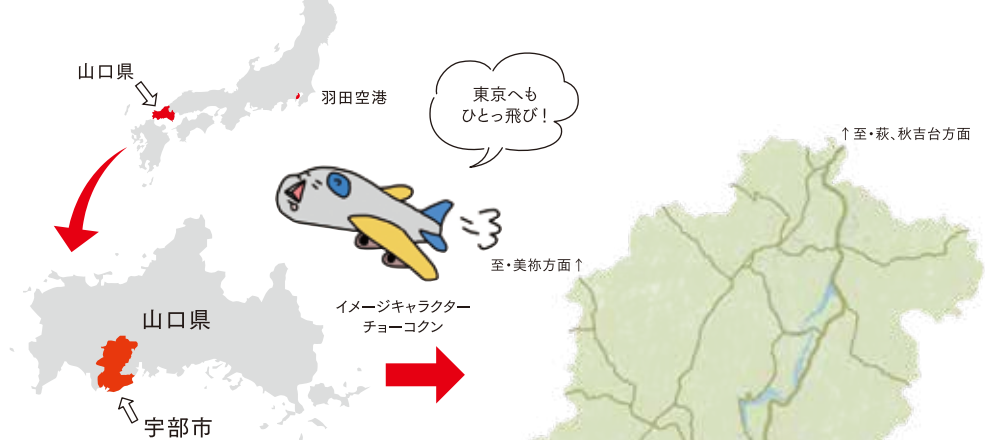 山口県
羽田空港
東京へも
ひとっ飛び!
↑至・萩、秋吉台方面
至・美祢方面↑
イメージキャラクター
チョーコクン
山口県
宇部市